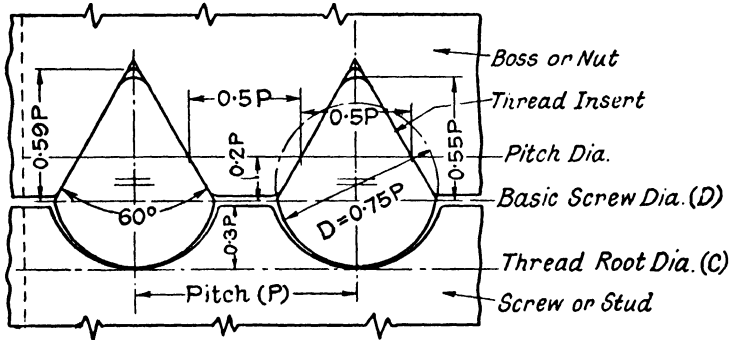 Boss or Nut
Thread Insert
0.5P
0.5P
0.59P
0.55P
0.2P
Pitch Dia.
Basic Screw Dia.(D)
60°
D=0.75P
0.3P
Thread Root Dia.(C)
Pitch (P)
Screw or Stud